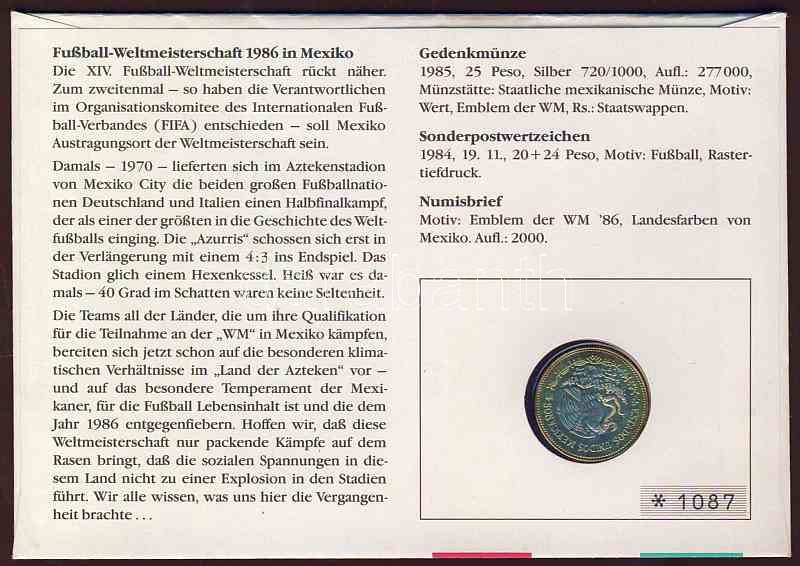 Fußball-Weltmeisterschaft 1986 in Mexiko
Die XIV. Fußball-Weltmeisterschaft rückt näher.
Zum zweitenmal – so haben die Verantwortlichen
im Organisationskomitee des Internationalen Fuß-
ball-Verbandes (FIFA) entschieden – soll Mexiko
Austragungsort der Weltmeisterschaft sein.
Damals – 1970 – lieferten sich im Aztekenstadion
von Mexiko City die beiden großen Fußballnatio-
nen Deutschland und Italien einen Halbfinalkampf,
der als einer der größten in die Geschichte des Welt-
fußballs einging. Die „Azurris“ schossen sich erst in
der Verlängerung mit einem 4:3 ins Endspiel. Das
Stadion glich einem Hexenkessel. Heiß war es da-
mals – 40 Grad im Schatten waren keine Seltenheit.
Die Teams all der Länder, die um ihre Qualifikation
für die Teilnahme an der „WM“ in Mexiko kämpfen,
bereiten sich jetzt schon auf die besonderen klima-
tischen Verhältnisse im „Land der Azteken“ vor –
und auf das besondere Temperament der Mexi-
kaner, für die Fußball Lebensinhalt ist und die dem
Jahr 1986 entgegenfiebern. Hoffen wir, daß diese
Weltmeisterschaft nur packende Kämpfe auf dem
Rasen bringt, daß die sozialen Spannungen in die-
sem Land nicht zu einer Explosion in den Stadien
führt. Wir alle wissen, was uns hier die Vergangen-
heit brachte . . .
Gedenkmünze
1985, 25 Peso, Silber 720/1000, Aufl.: 277000,
Münzstätte: Staatliche mexikanische Münze, Motiv:
Wert, Emblem der WM, Rs.: Staatswappen.
Sonderpostwertzeichen
1984, 19. 11., 20 + 24 Peso, Motiv: Fußball, Raster-
tiefdruck.
Numisbrief
Motiv: Emblem der WM ’86, Landesfarben von
Mexiko. Aufl.: 2000.
ESTADOS UNIDOS MEXICANOS
* 1087